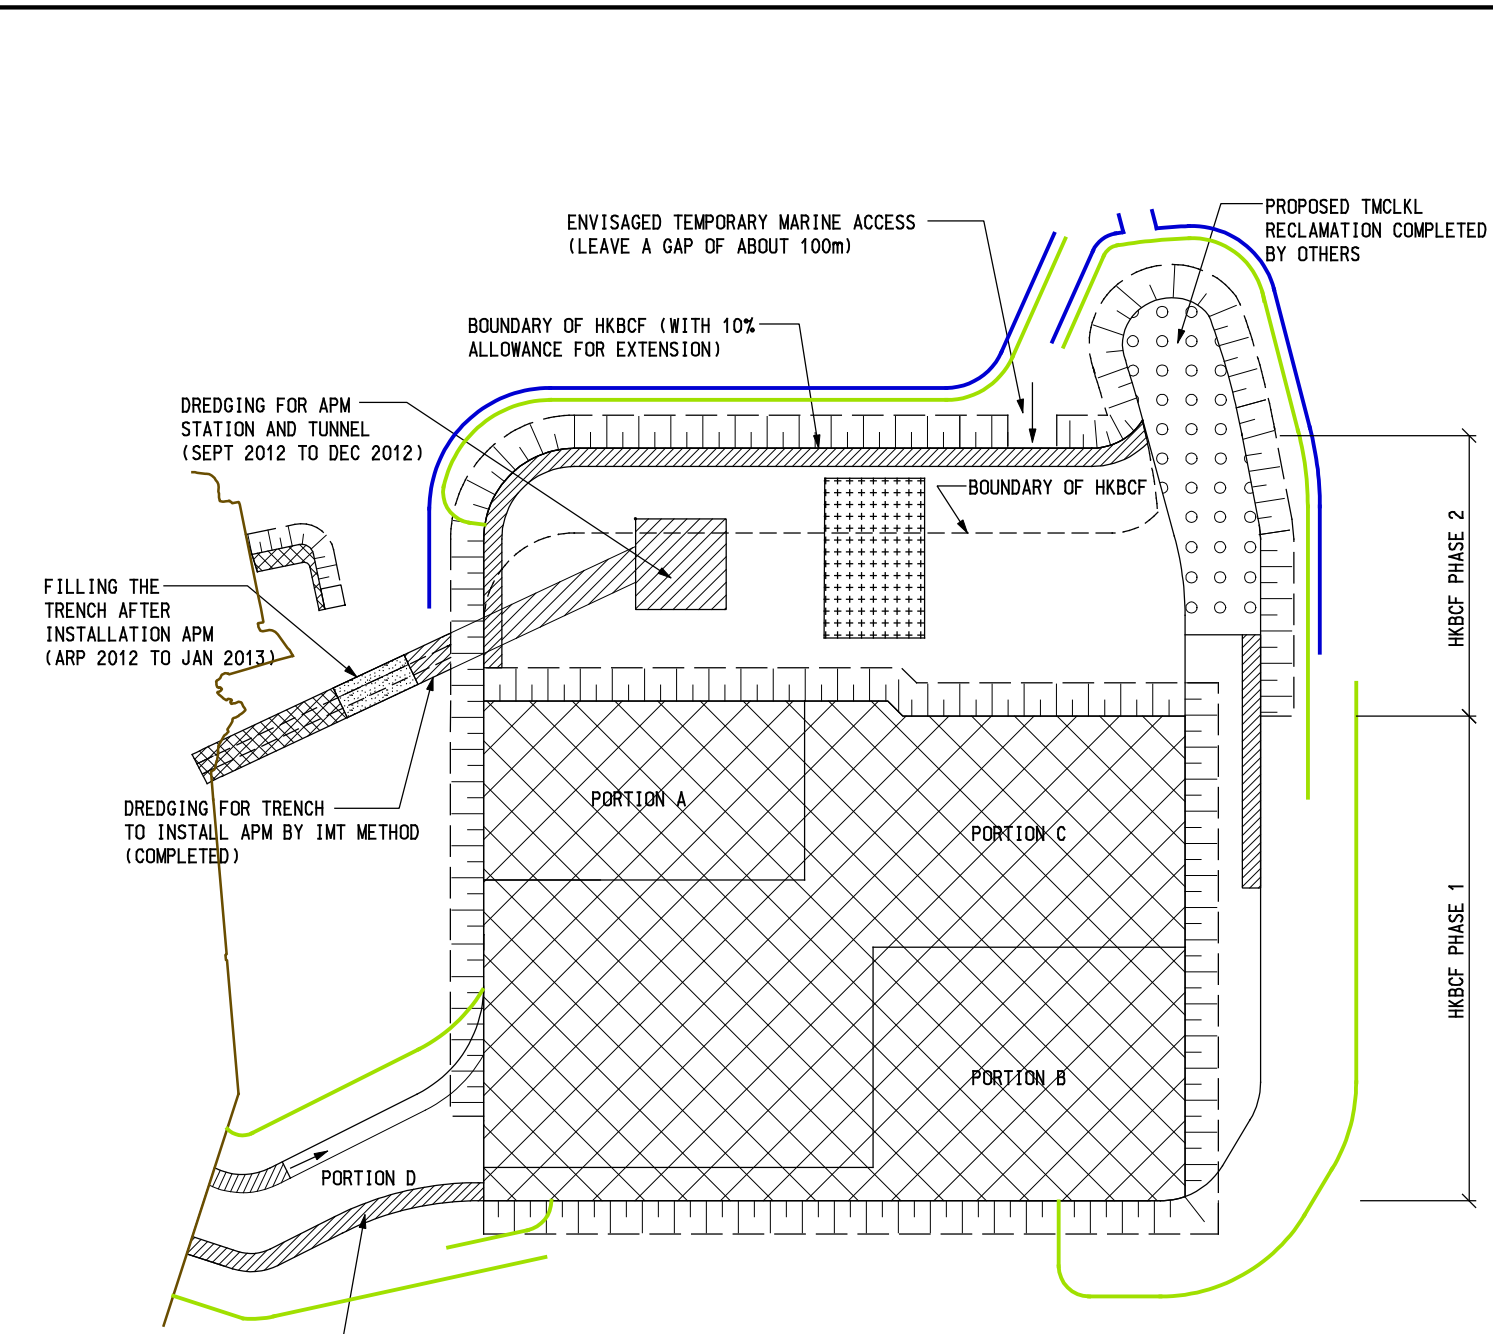 ENVISAGED TEMPORARY MARINE ACCESS
(LEAVE A GAP OF ABOUT 100m)
PROPOSED TMCLKL
RECLAMATION COMPLETED
BY OTHERS
BOUNDARY OF HKBCF (WITH 10%
ALLOWANCE FOR EXTENSION)
DREDGING FOR APM
STATION AND TUNNEL
(SEPT 2012 TO DEC 2012)
BOUNDARY OF HKBCF
FILLING THE
TRENCH AFTER
INSTALLATION APM
(ARP 2012 TO JAN 2013)
HKBCF PHASE 2
DREDGING FOR TRENCH
TO INSTALL APM BY IMT METHOD
(COMPLETED)
PORTION A
PORTION C
HKBCF PHASE 1
PORTION B
PORTION D